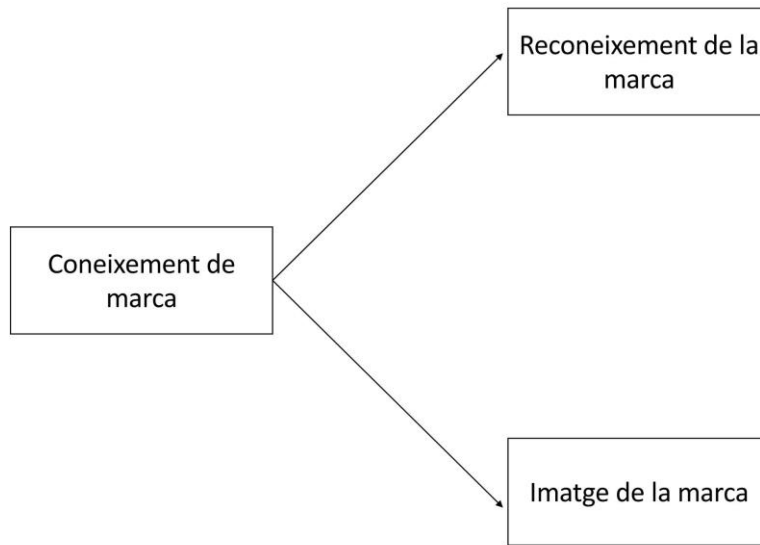 Reconeixement de la
marca
Coneixement de
marca
Imatge de la marca